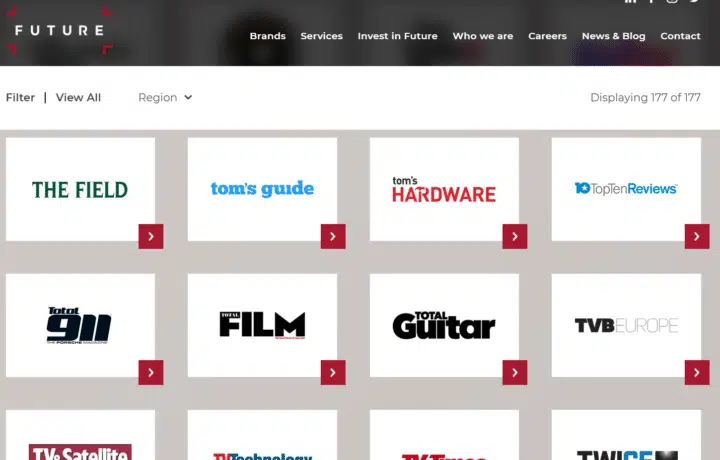 FUTURE
Brands Services Invest in Future Who we are Careers News & Blog Contact
Filter | View All Region Displaying 177 of 177
THE FIELD
tom's guide
tom's
HARDWARE
10 TopTenReviews
Total
911
THE PORSCHE MAGAZINE
TOTAL
FILM
TOTAL
Guitar
TVBEUROPE
TV&Satellite
TVTechnology
TVTimes
TWICE